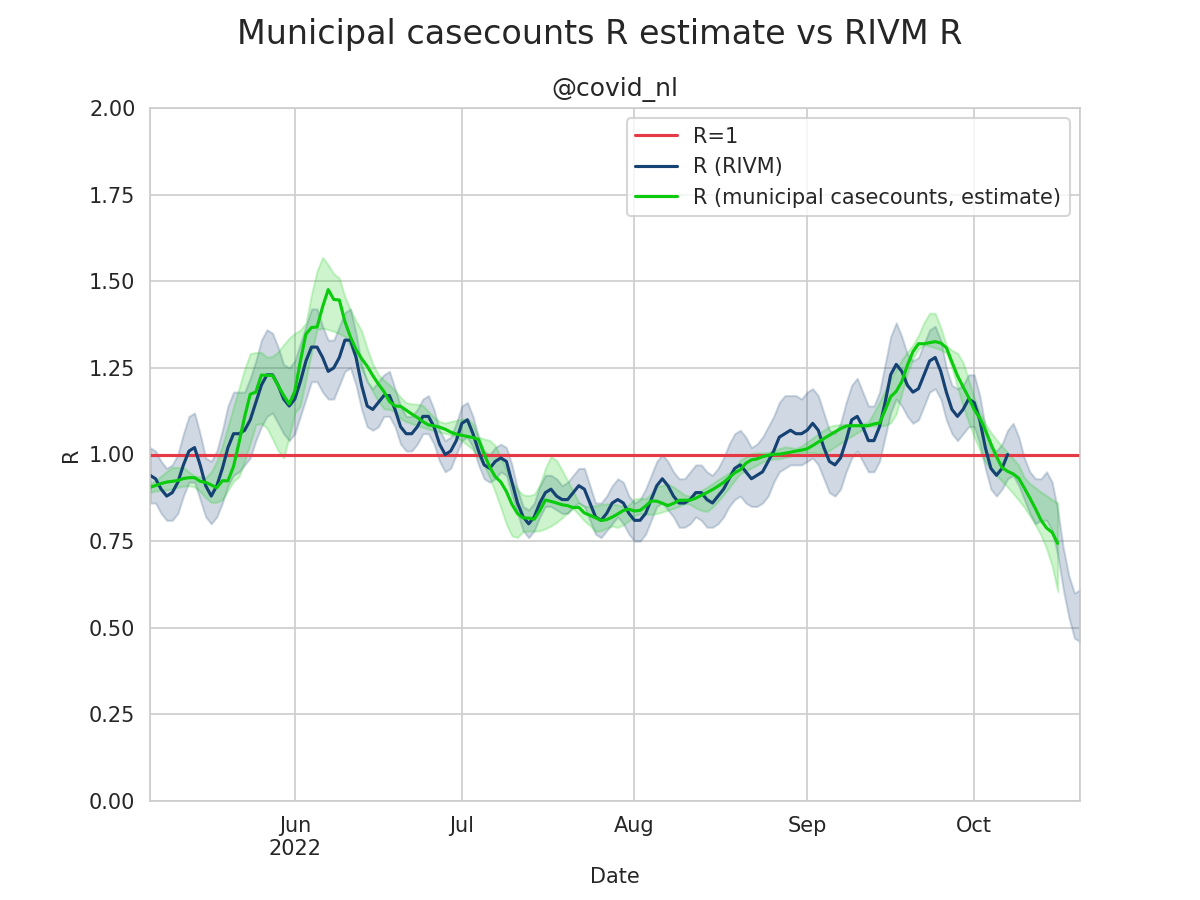 Municipal casecounts R estimate vs RIVM R
@covid_nl
R=1
R (RIVM)
R (municipal casecounts, estimate)
2.00
1.75
1.50
1.25
1.00
0.75
0.50
0.25
0.00
R
Jun
2022
Jul
Aug
Sep
Oct
Date